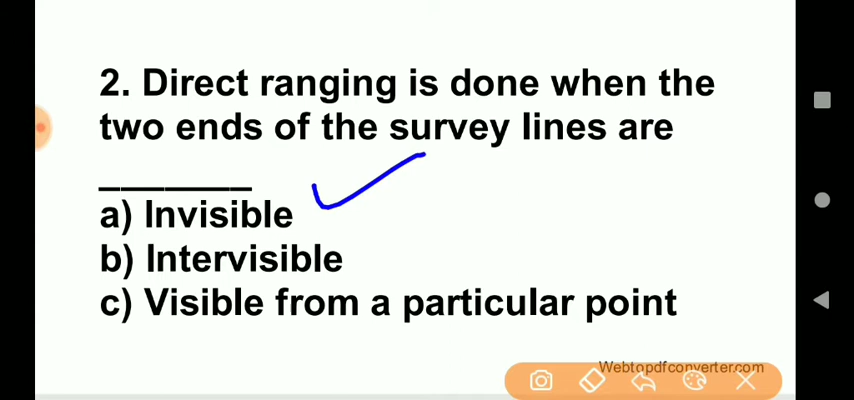 2. Direct ranging is done when the
two ends of the survey lines are
_______
a) Invisible
b) Intervisible
c) Visible from a particular point
Webtopdfconverter.com